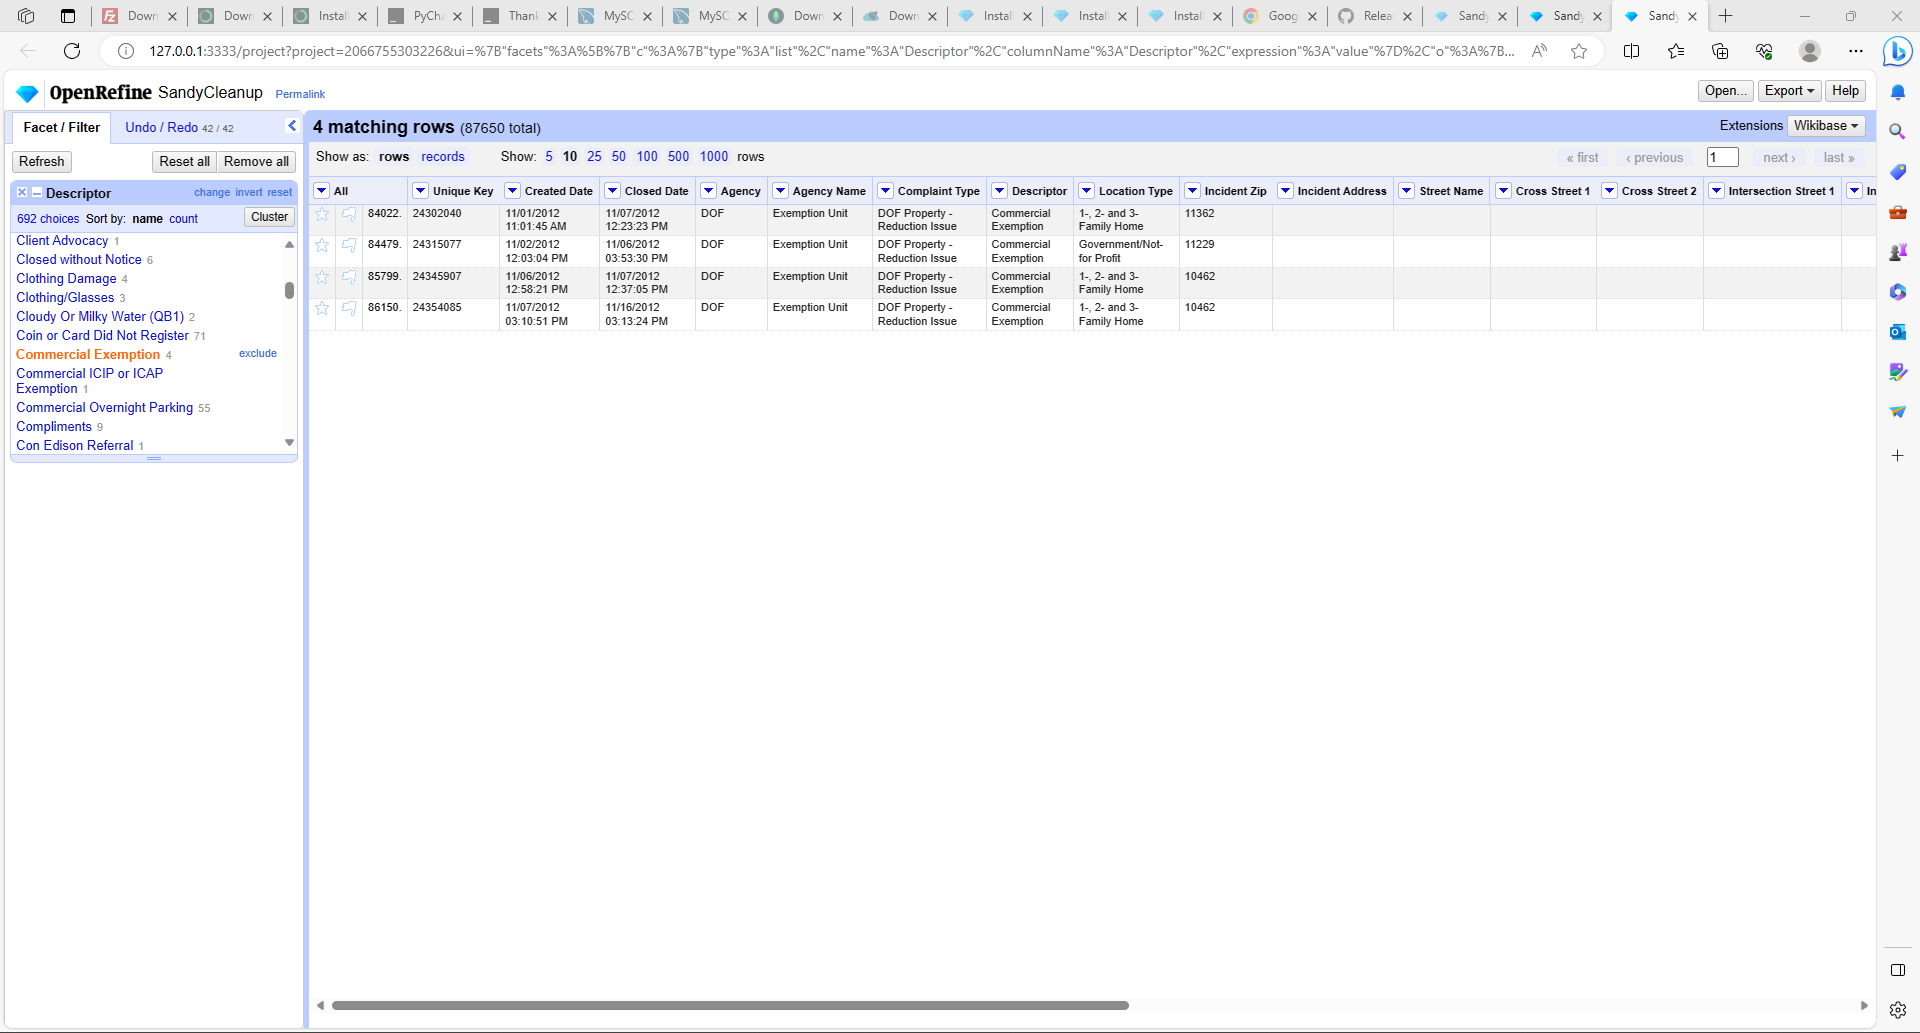 Down
Down
Install
PyCha
Thank
MySQ
MySQ
Down
Down
Install
Install
Install
Goog
Relea
Sandy
Sandy
Sandy
127.0.0.1:3333/project?project=2066755303226&ui=%7B"facets"%3A%5B%7B"c"%3A%7B"type"%3A"list"%2C"name"%3A"Descriptor"%2C"columnName"%3A"Descriptor"%2C"expression"%3A"value"%7D%2C"o"%3A%7B...
OpenRefine SandyCleanup Permalink
Open... Export Help
Facet / Filter Undo / Redo 42 / 42
4 matching rows (87650 total)
Extensions Wikibase
Refresh Reset all Remove all
Show as: rows records Show: 5 10 25 50 100 500 1000 rows
« first ‹ previous 1 next › last »
Descriptor change invert reset
692 choices Sort by: name count Cluster
Client Advocacy 1
Closed without Notice 6
Clothing Damage 4
Clothing/Glasses 3
Cloudy Or Milky Water (QB1) 2
Coin or Card Did Not Register 71
Commercial Exemption 4 exclude
Commercial ICIP or ICAP
Exemption 1
Commercial Overnight Parking 55
Compliments 9
Con Edison Referral 1
All Unique Key Created Date Closed Date Agency Agency Name Complaint Type Descriptor Location Type Incident Zip Incident Address Street Name Cross Street 1 Cross Street 2 Intersection Street 1 In
84022. 24302040 11/01/2012 11/07/2012 DOF Exemption Unit DOF Property - Commercial 1-, 2- and 3- 11362
11:01:45 AM 12:23:23 PM Reduction Issue Exemption Family Home
84479. 24315077 11/02/2012 11/06/2012 DOF Exemption Unit DOF Property - Commercial Government/Not- 11229
12:03:04 PM 03:53:30 PM Reduction Issue Exemption for Profit
85799. 24345907 11/06/2012 11/07/2012 DOF Exemption Unit DOF Property - Commercial 1-, 2- and 3- 10462
12:58:21 PM 12:37:05 PM Reduction Issue Exemption Family Home
86150. 24354085 11/07/2012 11/16/2012 DOF Exemption Unit DOF Property - Commercial 1-, 2- and 3- 10462
03:10:51 PM 03:13:24 PM Reduction Issue Exemption Family Home